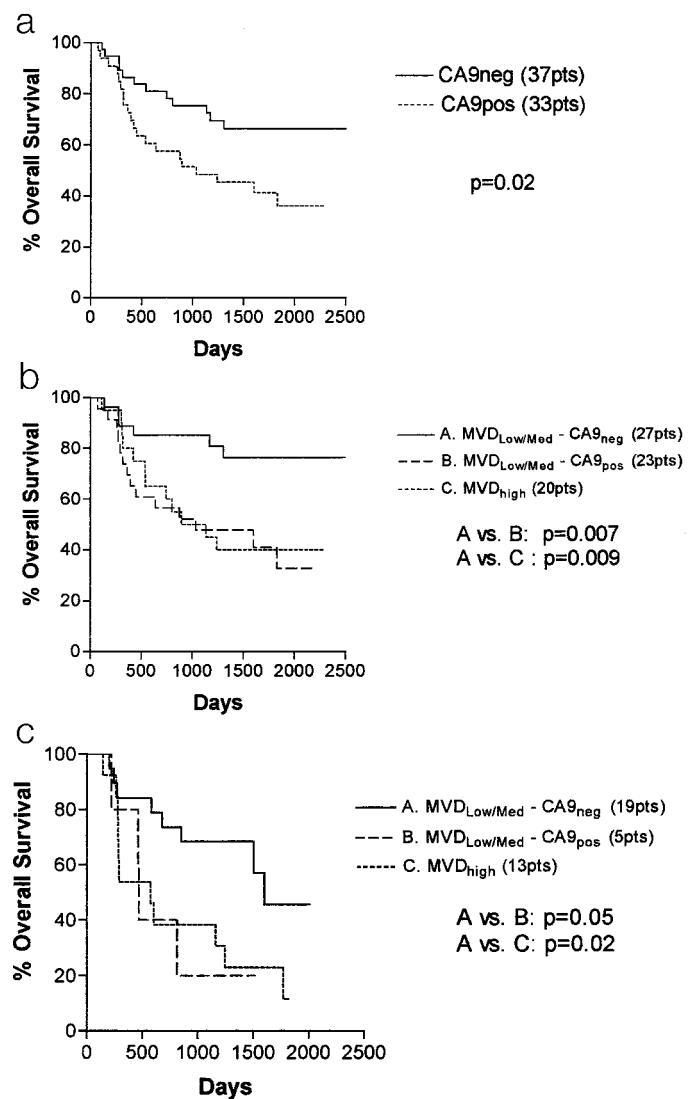 a
100
80
60
40
20
0
% Overall Survival
0 500 1000 1500 2000 2500
Days
CA9neg (37pts)
CA9pos (33pts)
p=0.02
b
100
80
60
40
20
0
% Overall Survival
0 500 1000 1500 2000 2500
Days
A. MVDLow/Med - CA9neg (27pts)
B. MVDLow/Med - CA9pos (23pts)
C. MVDhigh (20pts)
A vs. B: p=0.007
A vs. C : p=0.009
c
100
80
60
40
20
0
% Overall Survival
0 500 1000 1500 2000 2500
Days
A. MVDLow/Med - CA9neg (19pts)
B. MVDLow/Med - CA9pos (5pts)
C. MVDhigh (13pts)
A vs. B: p=0.05
A vs. C: p=0.02